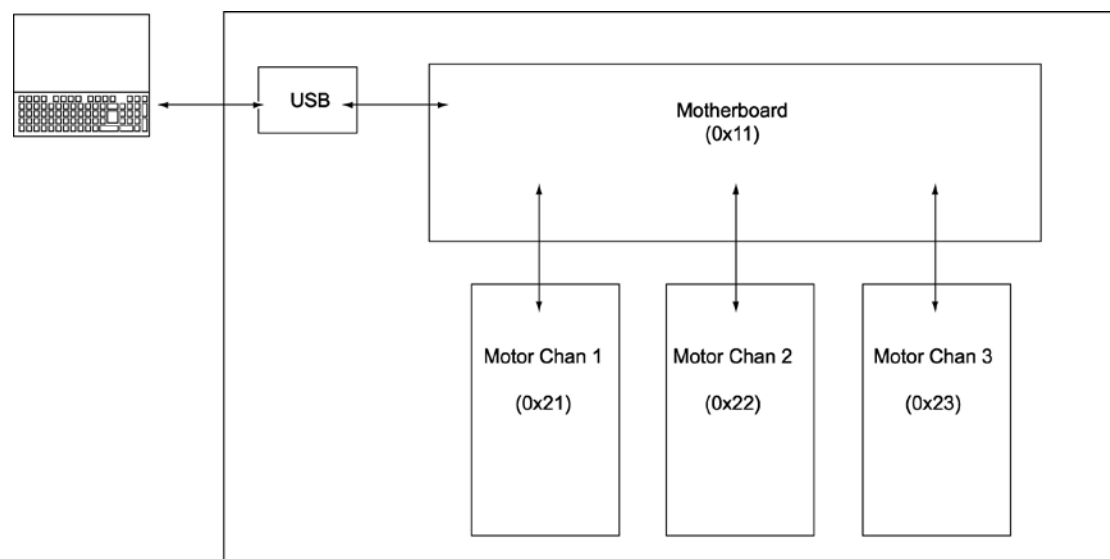 USB
Motherboard
(0x11)
Motor Chan 1
(0x21)
Motor Chan 2
(0x22)
Motor Chan 3
(0x23)